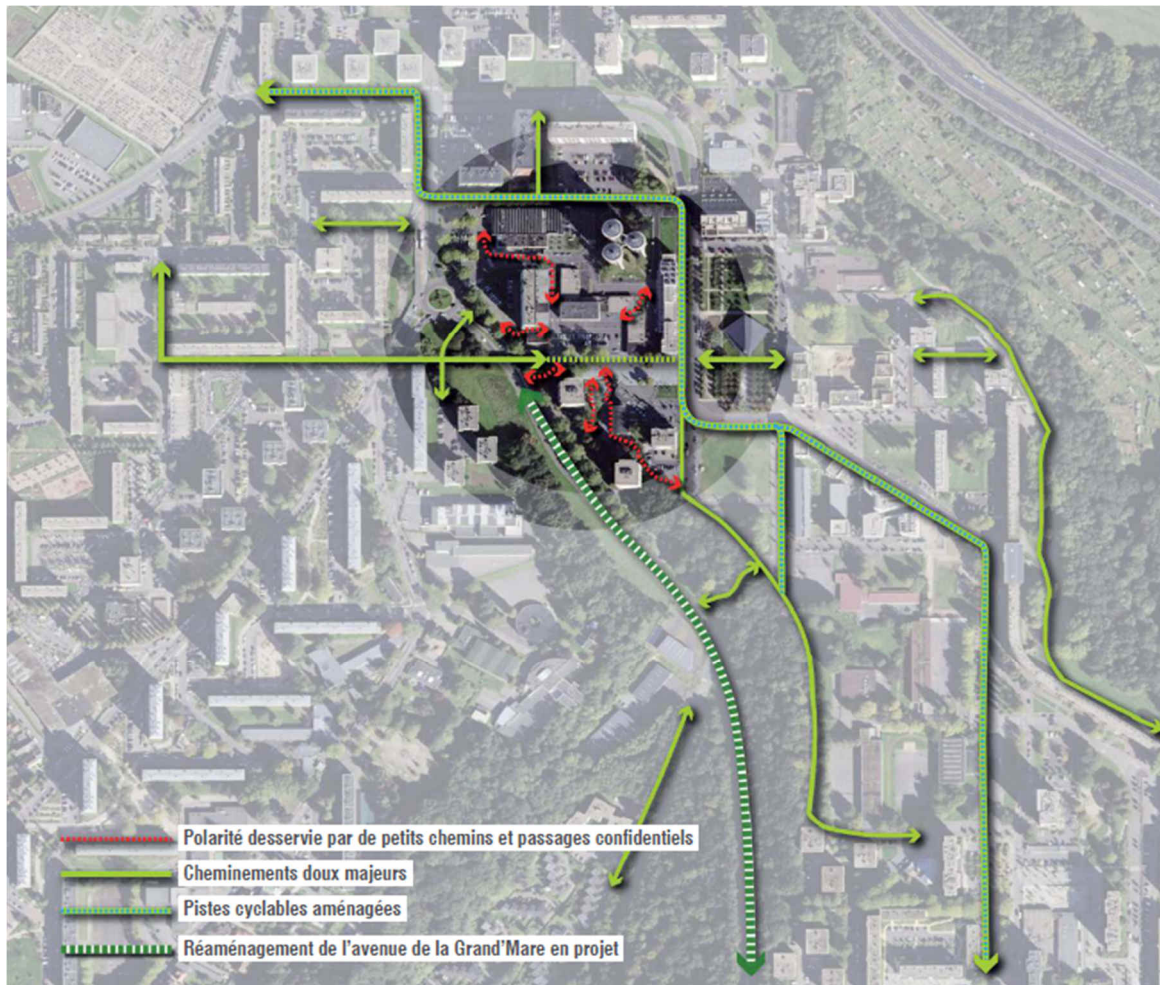 Polarité desservie par de petits chemins et passages confidentiels
Cheminements doux majeurs
Pistes cyclables aménagées
Réaménagement de l'avenue de la Grand'Mare en projet